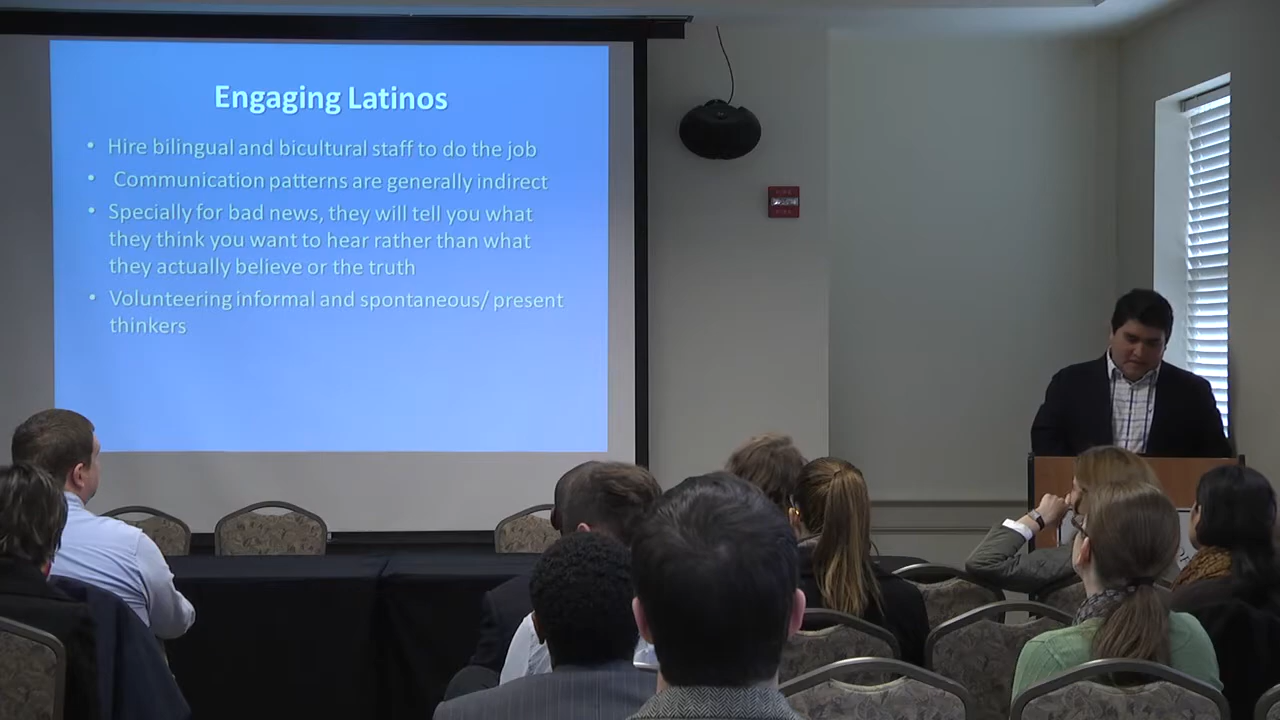 Engaging Latinos
• Hire bilingual and bicultural staff to do the job
• Communication patterns are generally indirect
• Specially for bad news, they will tell you what
they think you want to hear rather than what
they actually believe or the truth
• Volunteering informal and spontaneous/ present
thinkers